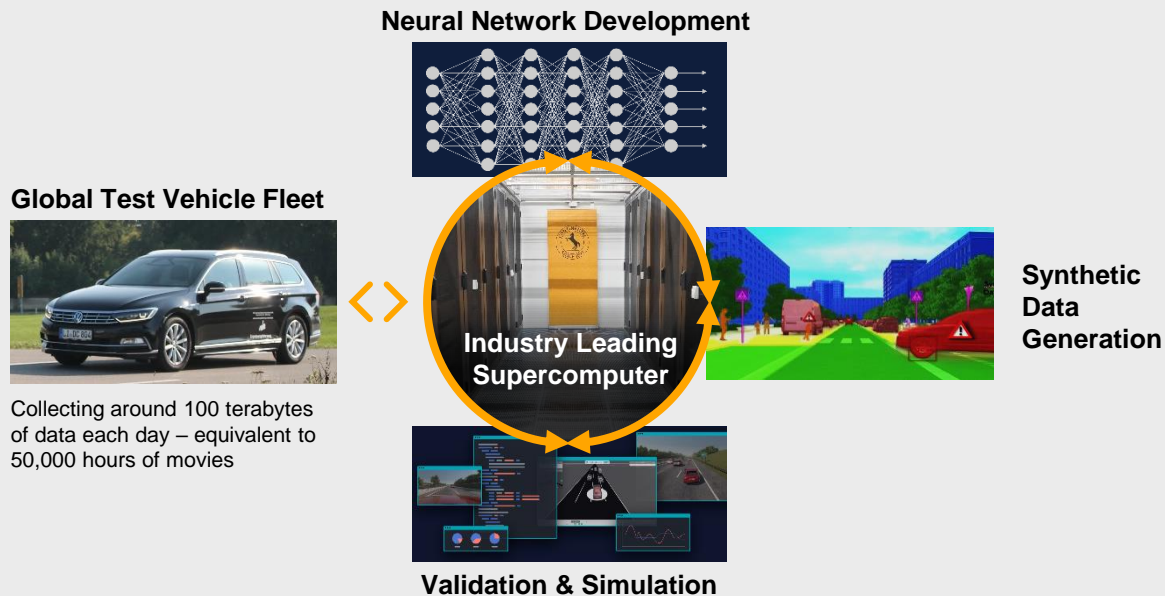 Neural Network Development
Global Test Vehicle Fleet
Industry Leading
Supercomputer
Synthetic
Data
Generation
Collecting around 100 terabytes
of data each day – equivalent to
50,000 hours of movies
Validation & Simulation